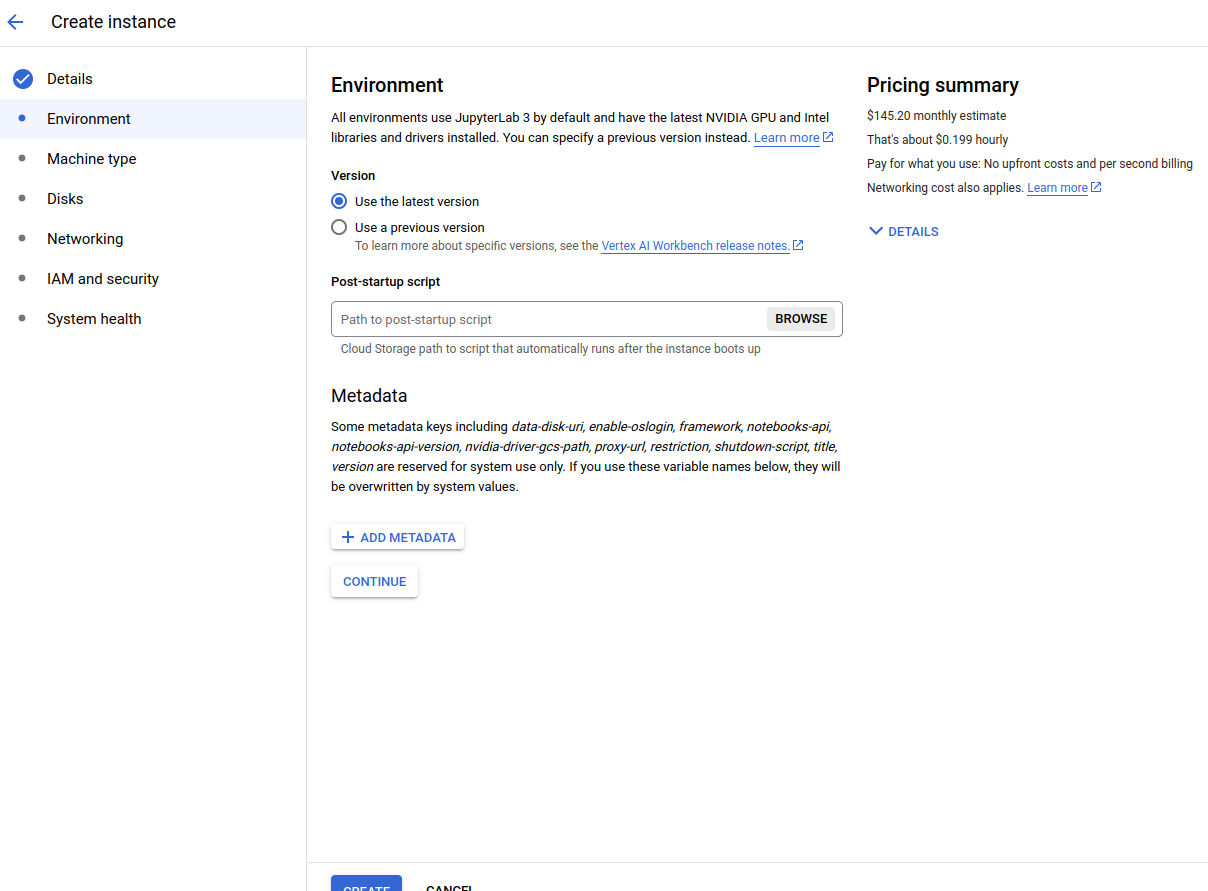 Create instance
Details
Environment
Machine type
Disks
Networking
IAM and security
System health
Environment
All environments use JupyterLab 3 by default and have the latest NVIDIA GPU and Intel
libraries and drivers installed. You can specify a previous version instead. Learn more
Version
Use the latest version
Use a previous version
To learn more about specific versions, see the Vertex AI Workbench release notes.
Post-startup script
Path to post-startup script
BROWSE
Cloud Storage path to script that automatically runs after the instance boots up
Metadata
Some metadata keys including data-disk-uri, enable-oslogin, framework, notebooks-api,
notebooks-api-version, nvidia-driver-gcs-path, proxy-url, restriction, shutdown-script, title,
version are reserved for system use only. If you use these variable names below, they will
be overwritten by system values.
ADD METADATA
CONTINUE
Pricing summary
$145.20 monthly estimate
That's about $0.199 hourly
Pay for what you use: No upfront costs and per second billing
Networking cost also applies. Learn more
DETAILS
CREATE
CANCEL